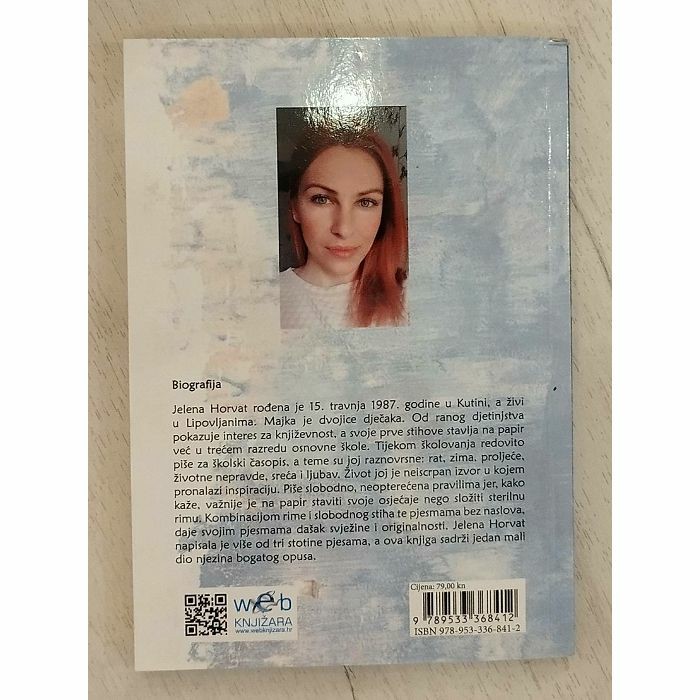 Biografija
Jelena Horvat rođena je 15. travnja 1987. godine u Kutini, a živi
u Lipovljanima. Majka je dvojice dječaka. Od ranog djetinjstva
pokazuje interes za književnost, a svoje prve stihove stavlja na papir
već u trećem razredu osnovne škole. Tijekom školovanja redovito
piše za školski časopis, a teme su joj raznovrsne: rat, zima, proljeće,
životne nepravde, sreća i ljubav. Život joj je neiscrpan izvor u kojem
pronalazi inspiraciju. Piše slobodno, neopterećena pravilima jer, kako
kaže, važnije je na papir staviti svoje osjećaje nego složiti sterilnu
rimu. Kombinacijom rime i slobodnog stiha te pjesmama bez naslova,
daje svojim pjesmama dašak svježine i originalnosti. Jelena Horvat
napisala je više od tri stotine pjesama, a ova knjiga sadrži jedan mali
dio njezina bogatog opusa.
web
KNJIŽARA
www.webknjizara.hr
Cijena: 79,00 kn
9 789533 368412
ISBN 978-953-336-841-2